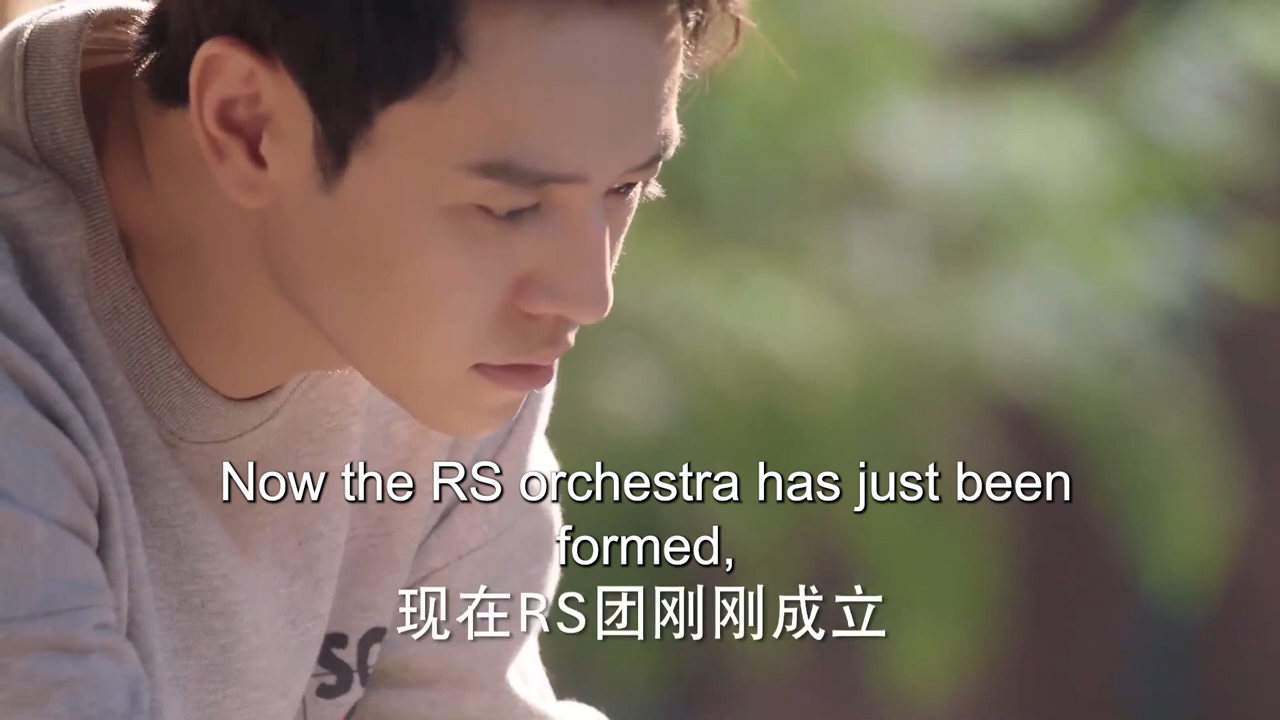 Now the RS orchestra has just been
formed,
现在RS团刚刚成立